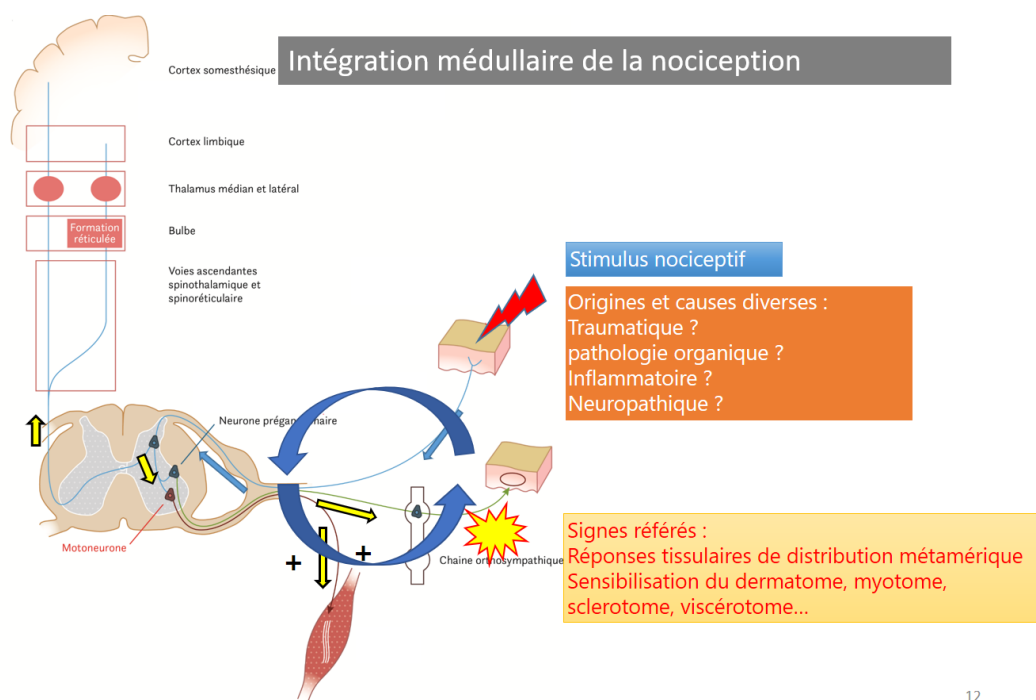 Intégration médullaire de la nociception
Cortex somesthésique
Cortex limbique
Thalamus médian et latéral
Formation
réticulée
Bulbe
Voies ascendantes
spinothalamique et
spinoréticulaire
Stimulus nociceptif
Origines et causes diverses :
Traumatique ?
pathologie organique ?
Inflammatoire ?
Neuropathique ?
Neurone
Motoneurone
+
+
Chaine orthosympathique
Signes référés :
Réponses tissulaires de distribution métamérique
Sensibilisation du dermatome, myotome,
sclerotome, viscérotome...
12